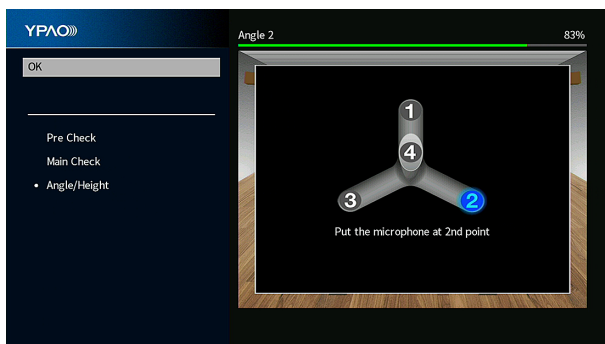 YPAO
OK
Pre Check
Main Check
• Angle/Height
Angle 2
83%
1
4
3
2
Put the microphone at 2nd point